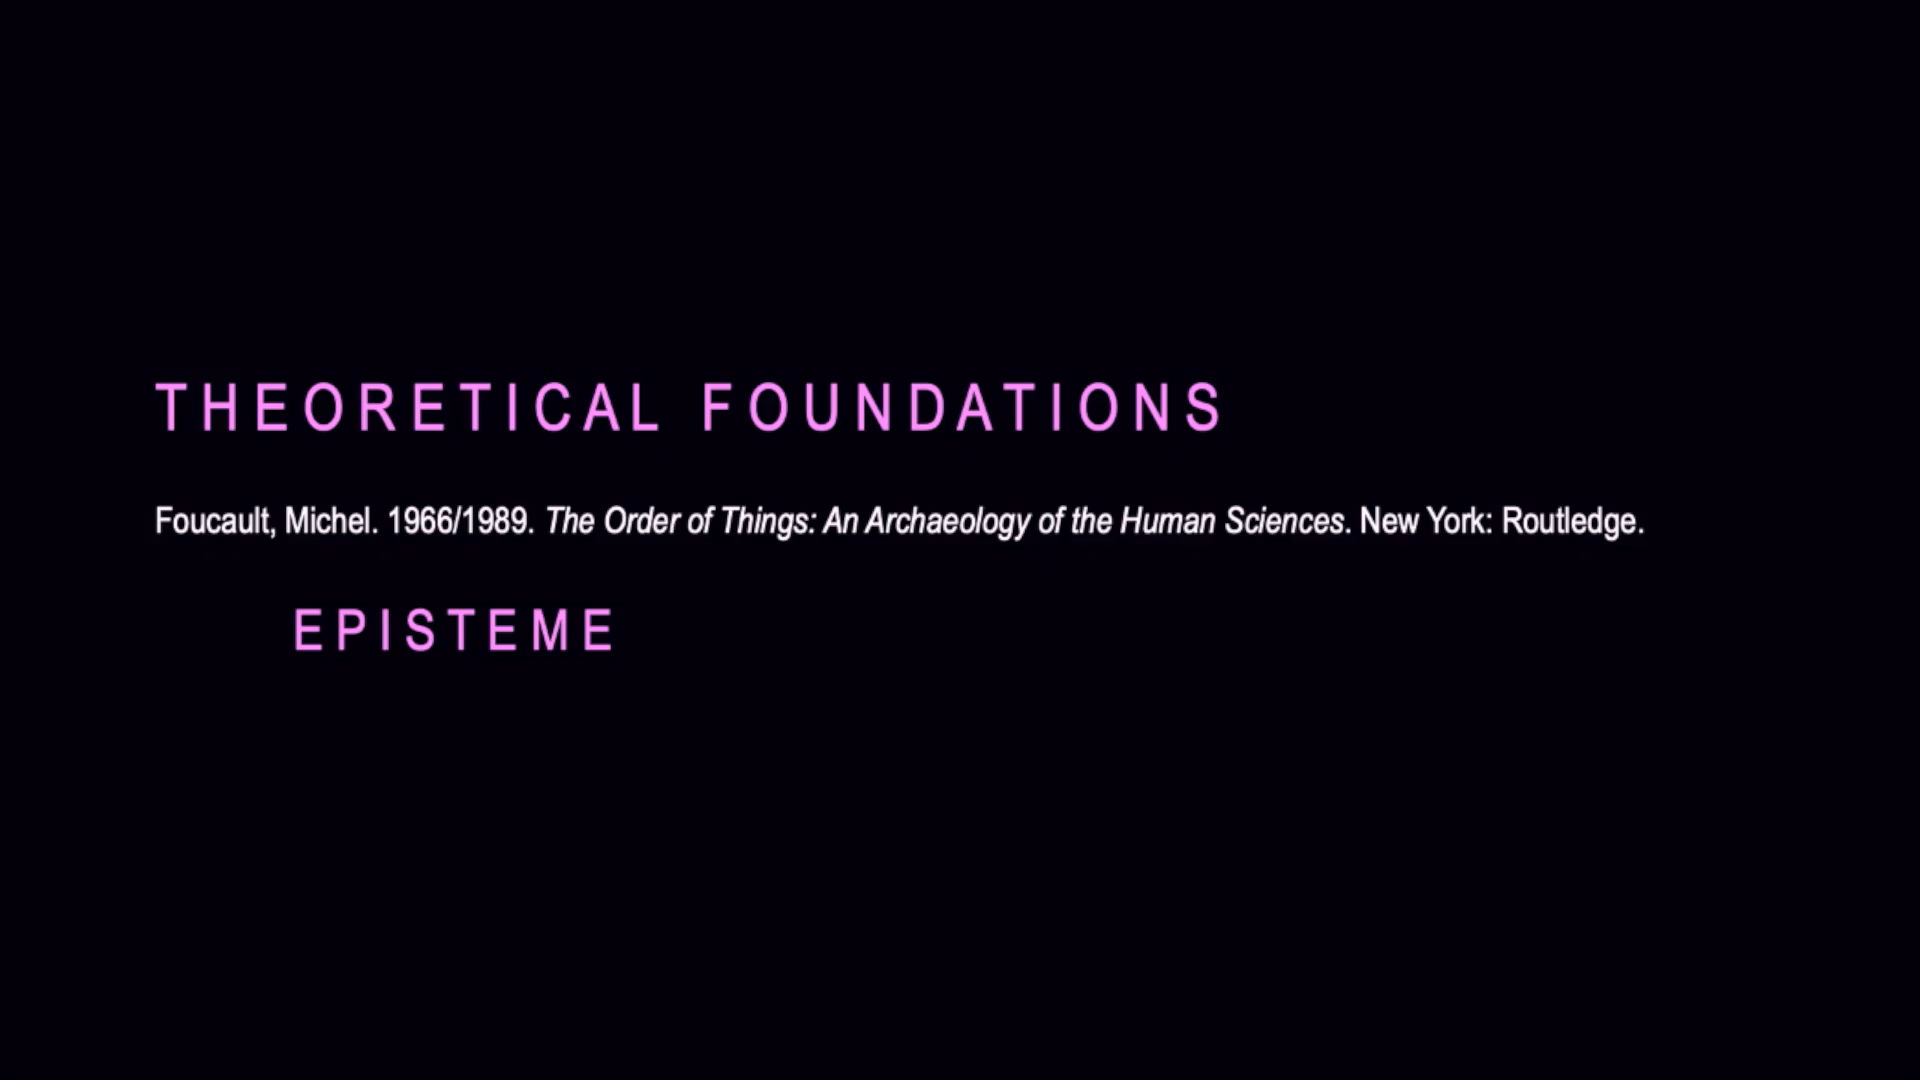 THEORETICAL FOUNDATIONS
Foucault, Michel. 1966/1989. The Order of Things: An Archaeology of the Human Sciences. New York: Routledge.
EPISTEME